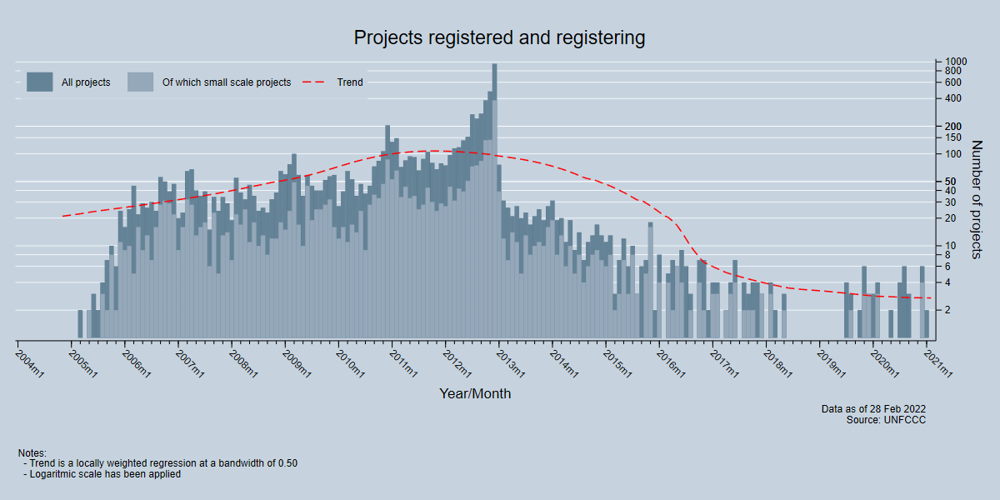 Projects registered and registering
All projects
Of which small scale projects
Trend
1000
800
600
400
200
150
100
50
40
30
20
10
8
6
4
2
Number of projects
2004m1
2005m1
2006m1
2007m1
2008m1
2009m1
2010m1
2011m1
2012m1
2013m1
2014m1
2015m1
2016m1
2017m1
2018m1
2019m1
2020m1
2021m1
Year/Month
Data as of 28 Feb 2022
Source: UNFCCC
Notes:
- Trend is a locally weighted regression at a bandwidth of 0.50
- Logaritmic scale has been applied